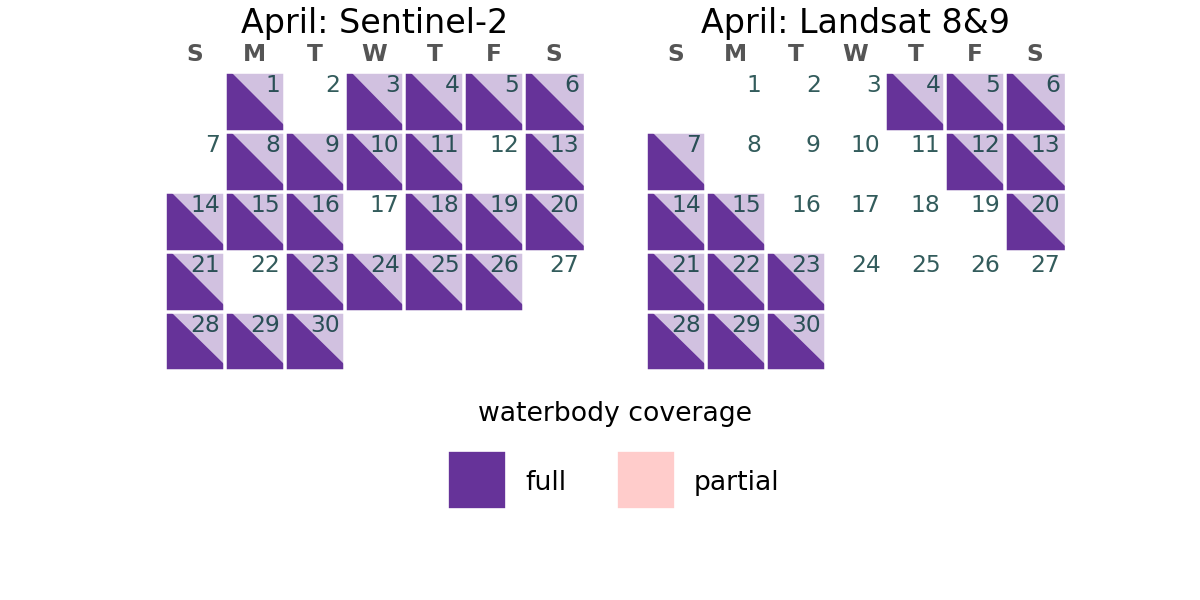 April: Sentinel-2
S M T W T F S
1 2 3 4 5 6
7 8 9 10 11 12 13
14 15 16 17 18 19 20
21 22 23 24 25 26 27
28 29 30
April: Landsat 8&9
S M T W T F S
1 2 3 4 5 6
7 8 9 10 11 12 13
14 15 16 17 18 19 20
21 22 23 24 25 26 27
28 29 30
waterbody coverage
full partial